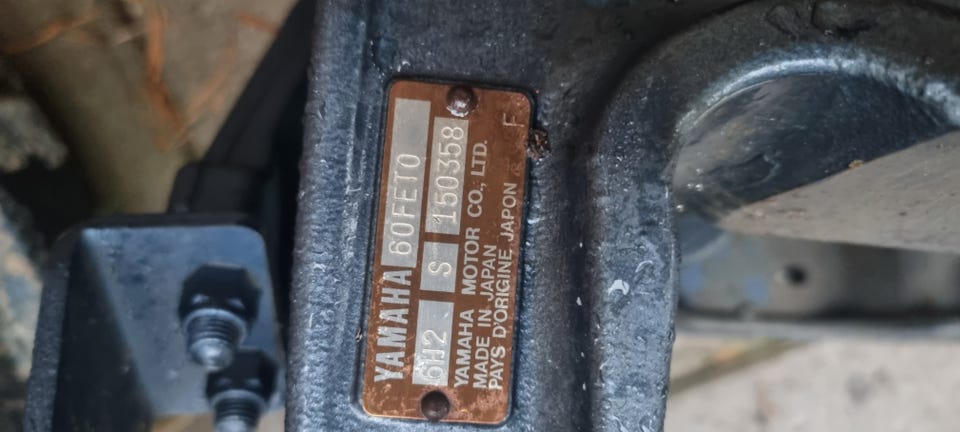 YAMAHA 60FETO
6H2 S 150358
YAMAHA MOTOR CO., LTD.
MADE IN JAPAN
PAYS D'ORIGINE JAPON F